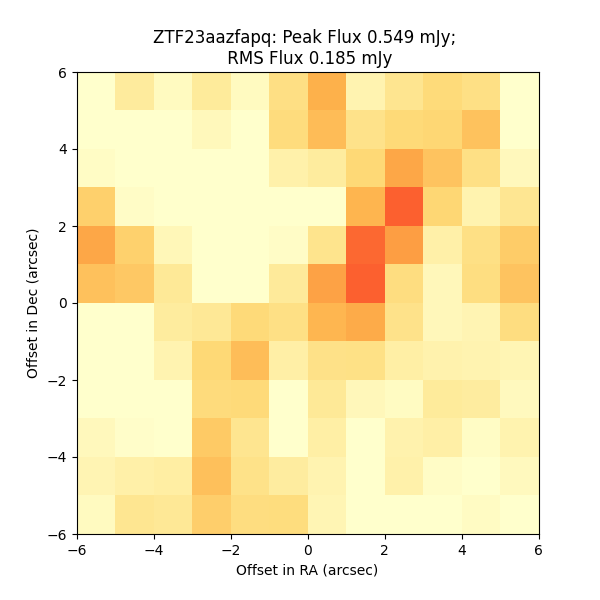 ZTF23aazfapq: Peak Flux 0.549 mJy;
RMS Flux 0.185 mJy
6
4
2
0
−2
−4
−6
Offset in Dec (arcsec)
−6 −4 −2 0 2 4 6
Offset in RA (arcsec)